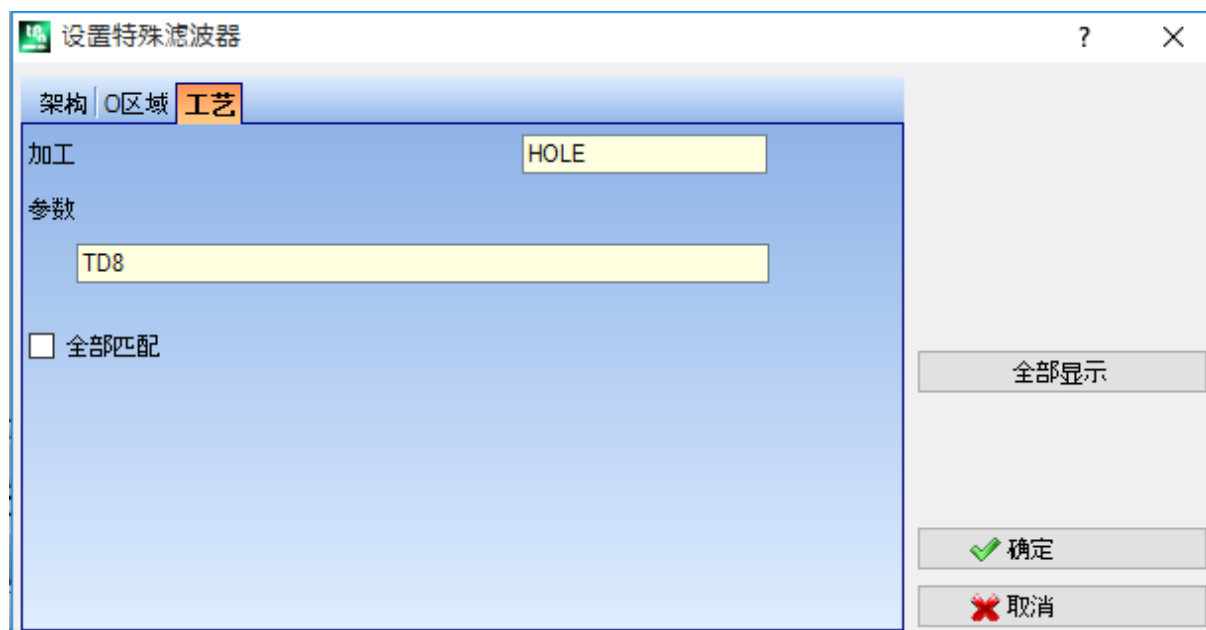 设置特殊滤波器
架构 O区域 工艺
加工 HOLE
参数
TD8
全部匹配
全部显示
确定
取消